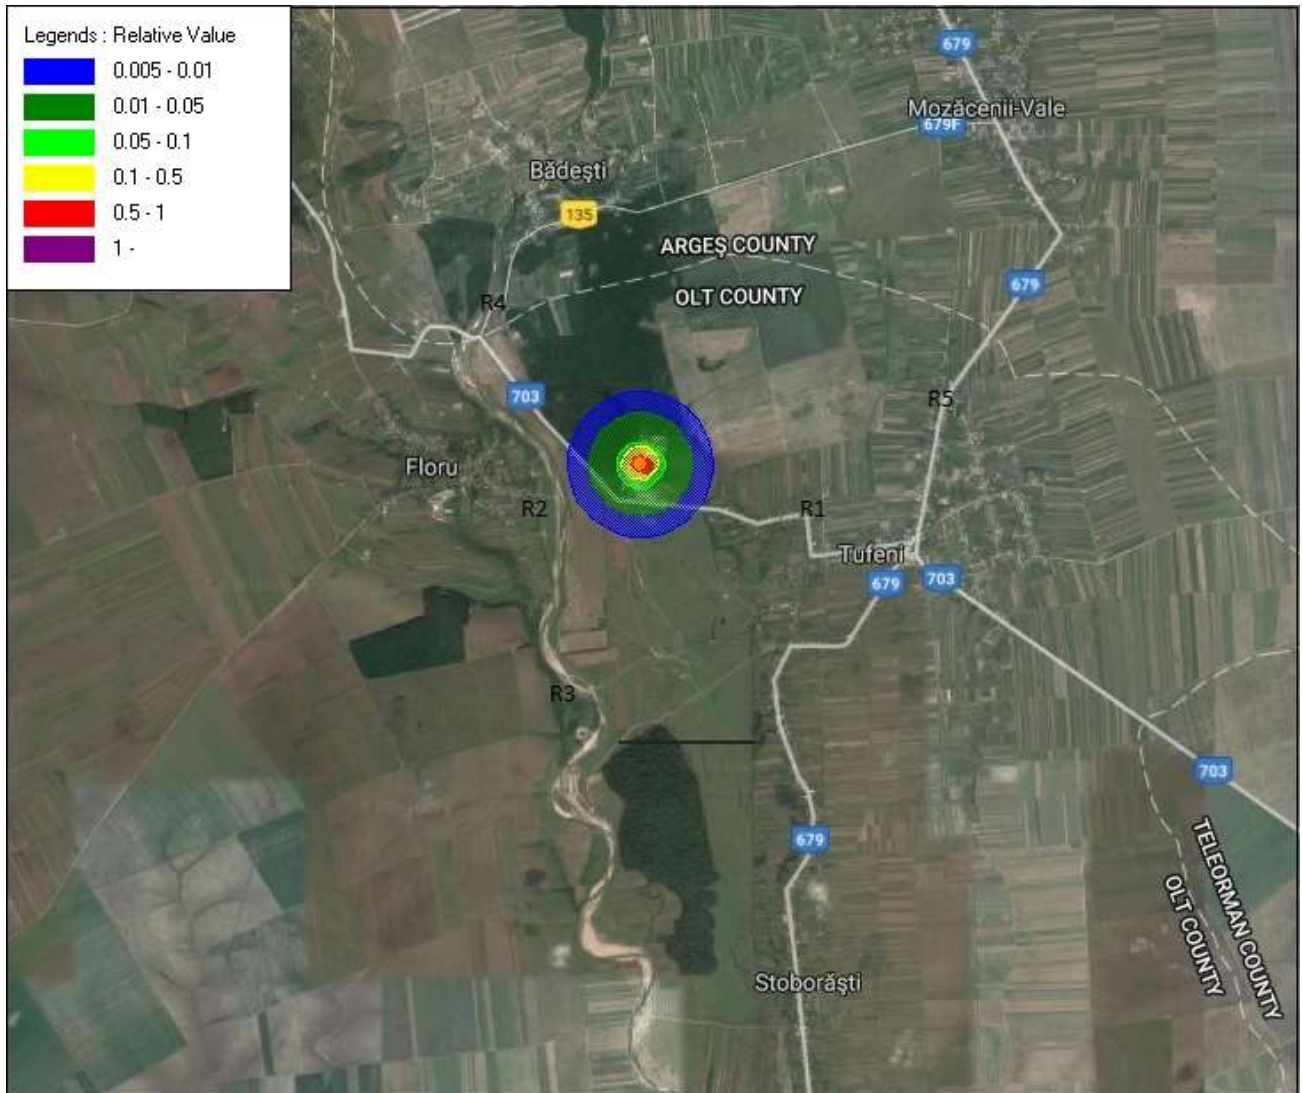 Legends : Relative Value
0.005 - 0.01
0.01 - 0.05
0.05 - 0.1
0.1 - 0.5
0.5 - 1
1 -
679
Mozăcenii-Vale
679F
Bădești
135
ARGEȘ COUNTY
OLT COUNTY
679
R4
703
R5
Floru
R2
R1
Tufeni
679
703
R3
703
679
TELEORMAN COUNTY
OLT COUNTY
Stoborăști